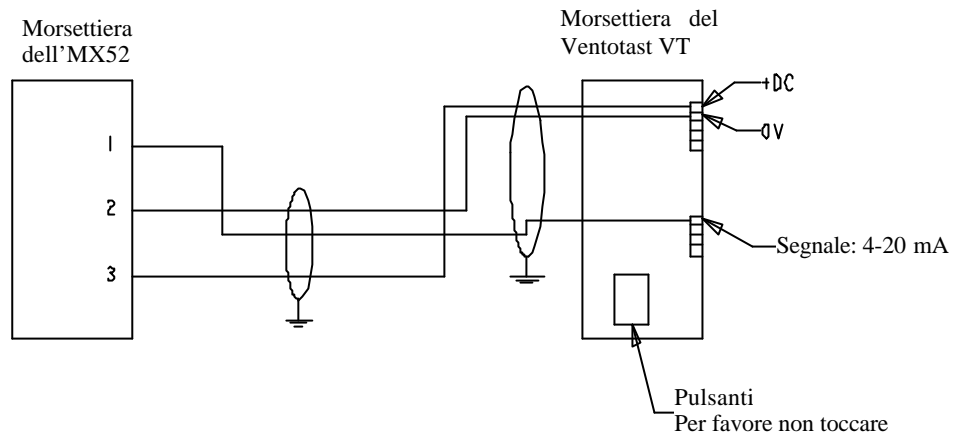 Morsettiera
dell'MX52
Morsettiera del
Ventotast VT
+DC
0V
1
2
3
Segnale: 4-20 mA
Pulsanti
Per favore non toccare